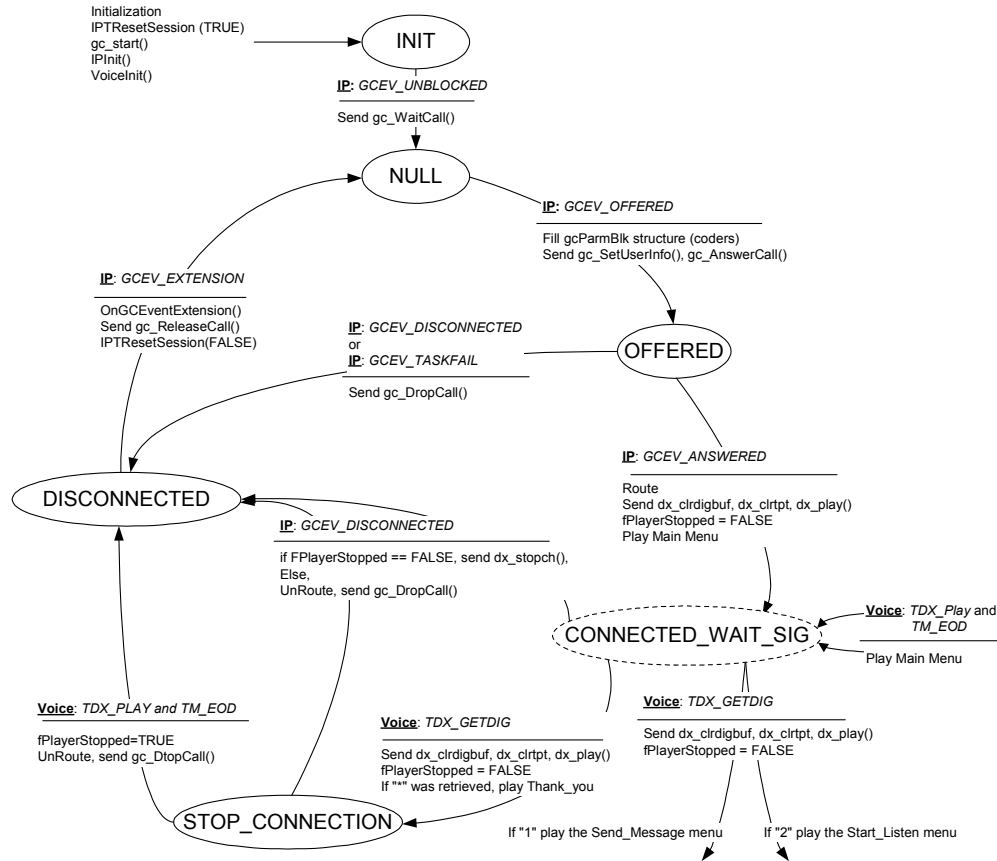 Initialization
IPTResetSession (TRUE)
gc_start()
IPInit()
VoiceInit()
INIT
IP: GCEV_UNBLOCKED
Send gc_WaitCall()
NULL
IP: GCEV_OFFERED
Fill gcParmBlk structure (coders)
Send gc_SetUserInfo(), gc_AnswerCall()
IP: GCEV_EXTENSION
OnGCEventExtension()
Send gc_ReleaseCall()
IPTResetSession(FALSE)
IP: GCEV_DISCONNECTED
or
IP: GCEV_TASKFAIL
Send gc_DropCall()
OFFERED
IP: GCEV_ANSWERED
Route
Send dx_clrdigbuf, dx_clrtpt, dx_play()
fPlayerStopped = FALSE
Play Main Menu
DISCONNECTED
IP: GCEV_DISCONNECTED
if FPlayerStopped == FALSE, send dx_stopch(),
Else,
UnRoute, send gc_DropCall()
CONNECTED_WAIT_SIG
Voice: TDX_Play and
TM_EOD
Play Main Menu
Voice: TDX_PLAY and TM_EOD
fPlayerStopped=TRUE
UnRoute, send gc_DtopCall()
Voice: TDX_GETDIG
Send dx_clrdigbuf, dx_clrtpt, dx_play()
fPlayerStopped = FALSE
If "*" was retrieved, play Thank_you
Voice: TDX_GETDIG
Send dx_clrdigbuf, dx_clrtpt, dx_play()
fPlayerStopped = FALSE
STOP_CONNECTION
If "1" play the Send_Message menu
If "2" play the Start_Listen menu